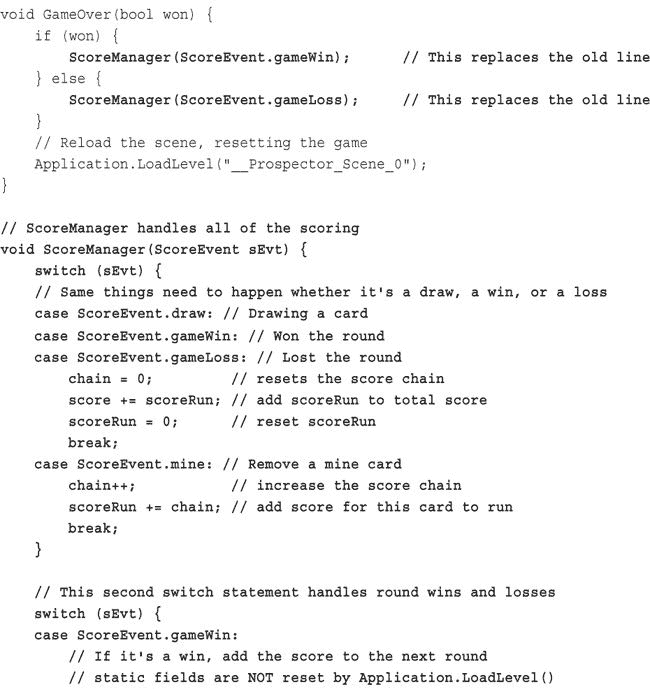 void GameOver(bool won) {
    if (won) {
        ScoreManager(ScoreEvent.gameWin);      // This replaces the old line
    } else {
        ScoreManager(ScoreEvent.gameLoss);     // This replaces the old line
    }
    // Reload the scene, resetting the game
    Application.LoadLevel("__Prospector_Scene_0");
}

// ScoreManager handles all of the scoring
void ScoreManager(ScoreEvent sEvt) {
    switch (sEvt) {
    // Same things need to happen whether it's a draw, a win, or a loss
    case ScoreEvent.draw: // Drawing a card
    case ScoreEvent.gameWin: // Won the round
    case ScoreEvent.gameLoss: // Lost the round
        chain = 0;         // resets the score chain
        score += scoreRun; // add scoreRun to total score
        scoreRun = 0;      // reset scoreRun
        break;
    case ScoreEvent.mine: // Remove a mine card
        chain++;           // increase the score chain
        scoreRun += chain; // add score for this card to run
        break;
    }

    // This second switch statement handles round wins and losses
    switch (sEvt) {
    case ScoreEvent.gameWin:
        // If it's a win, add the score to the next round
        // static fields are NOT reset by Application.LoadLevel()